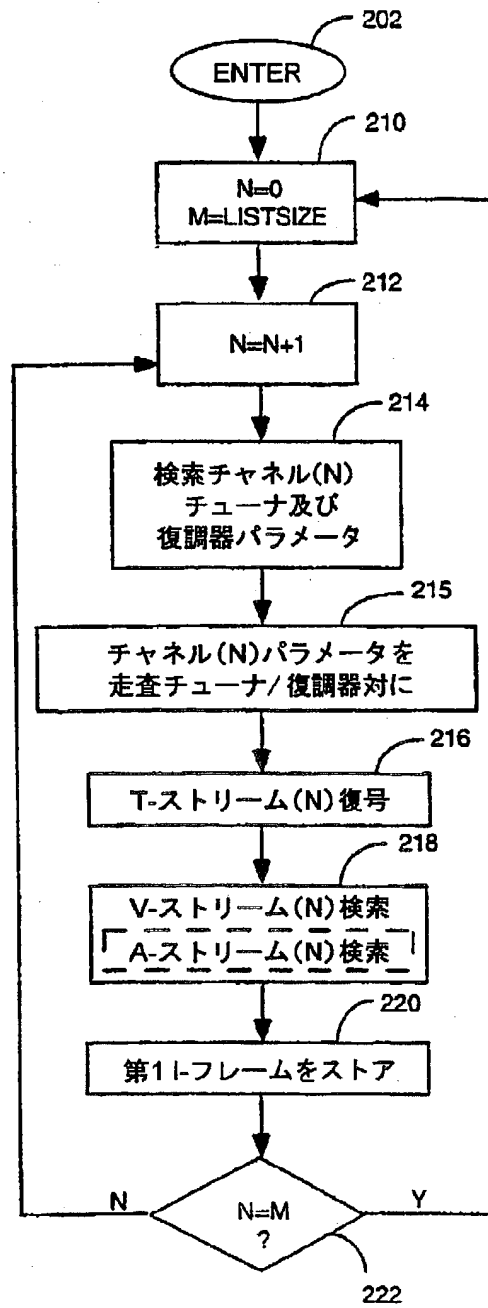 202
ENTER
210
N=0
M=LISTSIZE
212
N=N+1
214
検索チャネル(N)
チューナ及び
復調器パラメータ
215
チャネル(N)パラメータを
走査チューナ/復調器対に
216
T-ストリーム(N)復号
218
V-ストリーム(N)検索
A-ストリーム(N)検索
220
第1 I-フレームをストア
N
N=M
?
Y
222